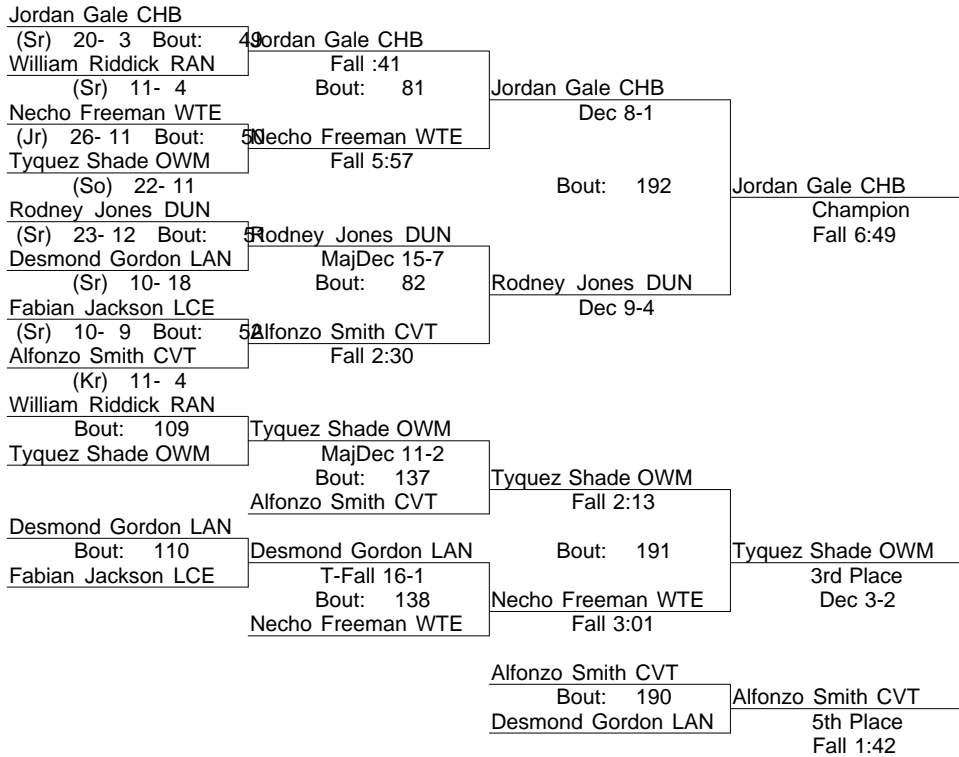 Jordan Gale CHB
(Sr) 20- 3 Bout: 49
Jordan Gale CHB
William Riddick RAN
Fall :41
(Sr) 11- 4
Bout: 81
Jordan Gale CHB
Necho Freeman WTE
Dec 8-1
(Jr) 26- 11 Bout: 50
Necho Freeman WTE
Tyquez Shade OWM
Fall 5:57
(So) 22- 11
Bout: 192
Jordan Gale CHB
Rodney Jones DUN
Champion
(Sr) 23- 12 Bout: 51
Rodney Jones DUN
Fall 6:49
Desmond Gordon LAN
MajDec 15-7
(Sr) 10- 18
Bout: 82
Rodney Jones DUN
Fabian Jackson LCE
Dec 9-4
(Sr) 10- 9 Bout: 52
Alfonzo Smith CVT
Alfonzo Smith CVT
Fall 2:30
(Kr) 11- 4
William Riddick RAN
Bout: 109
Tyquez Shade OWM
Tyquez Shade OWM
MajDec 11-2
Bout: 137
Tyquez Shade OWM
Alfonzo Smith CVT
Fall 2:13
Desmond Gordon LAN
Bout: 110
Desmond Gordon LAN
Bout: 191
Tyquez Shade OWM
Fabian Jackson LCE
T-Fall 16-1
3rd Place
Bout: 138
Necho Freeman WTE
Dec 3-2
Necho Freeman WTE
Fall 3:01
Alfonzo Smith CVT
Bout: 190
Alfonzo Smith CVT
Desmond Gordon LAN
5th Place
Fall 1:42